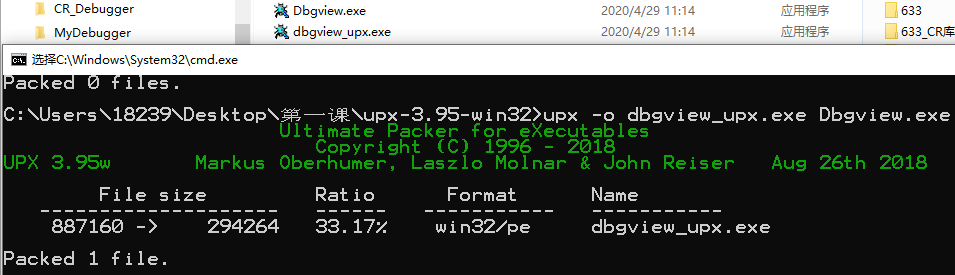 CR_Debugger Dbgview.exe 2020/4/29 11:14 应用程序 633
MyDebugger dbgview_upx.exe 2020/4/29 11:14 应用程序 633_CR库
选择C:\Windows\System32\cmd.exe
Packed 0 files.
C:\Users\18239\Desktop\第一课\upx-3.95-win32>upx -o dbgview_upx.exe Dbgview.exe
Ultimate Packer for eXecutables
Copyright (C) 1996 - 2018
UPX 3.95w Markus Oberhumer, Laszlo Molnar & John Reiser Aug 26th 2018
File size Ratio Format Name
-------------------- ------ ----------- -----------
887160 -> 294264 33.17% win32/pe dbgview_upx.exe
Packed 1 file.